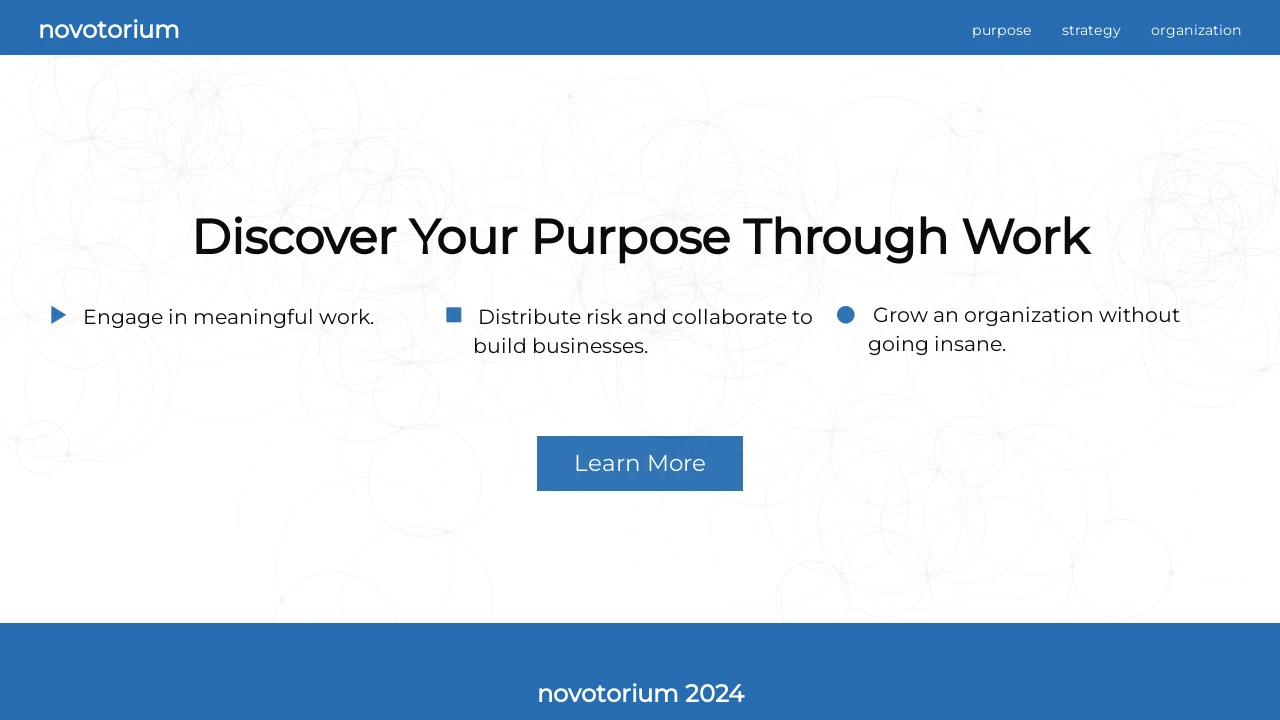 novotorium
purpose strategy organization
Discover Your Purpose Through Work
Engage in meaningful work.
Distribute risk and collaborate to
build businesses.
Grow an organization without
going insane.
Learn More
novotorium 2024